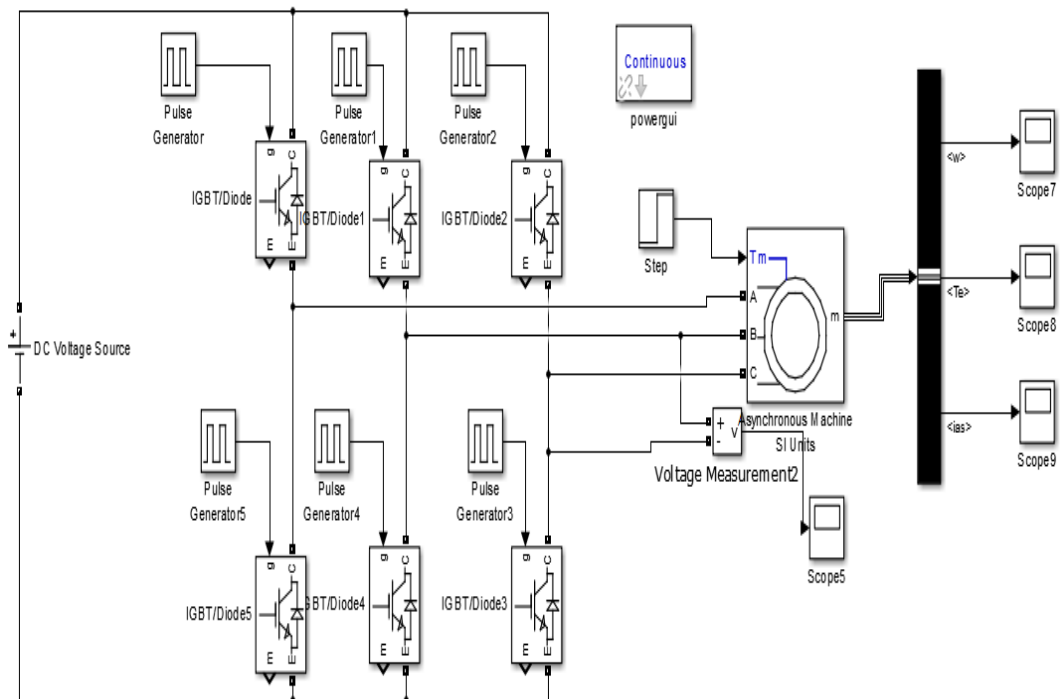 Pulse
Generator
Pulse
Generator1
Pulse
Generator2
Continuous
powergui
g
C
IGBT/Diode
m
E
g
C
IGBT/Diode1
m
E
g
C
IGBT/Diode2
m
E
Step
Tm
A
B
C
m
Asynchronous Machine
SI Units
<w>
Scope7
<Te>
Scope8
<ias>
Scope9
+
DC Voltage Source
+
-
v
Voltage Measurement2
Scope5
Pulse
Generator5
Pulse
Generator4
Pulse
Generator3
g
C
IGBT/Diode5
m
E
g
C
IGBT/Diode4
m
E
g
C
IGBT/Diode3
m
E